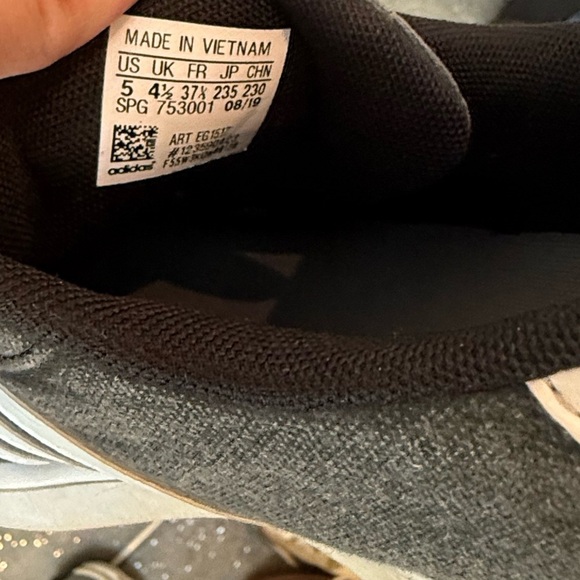 MADE IN VIETNAM
US UK FR JP CHN
5 4½ 37⅓ 235 230
SPG 753001 08/19
ART
adidas